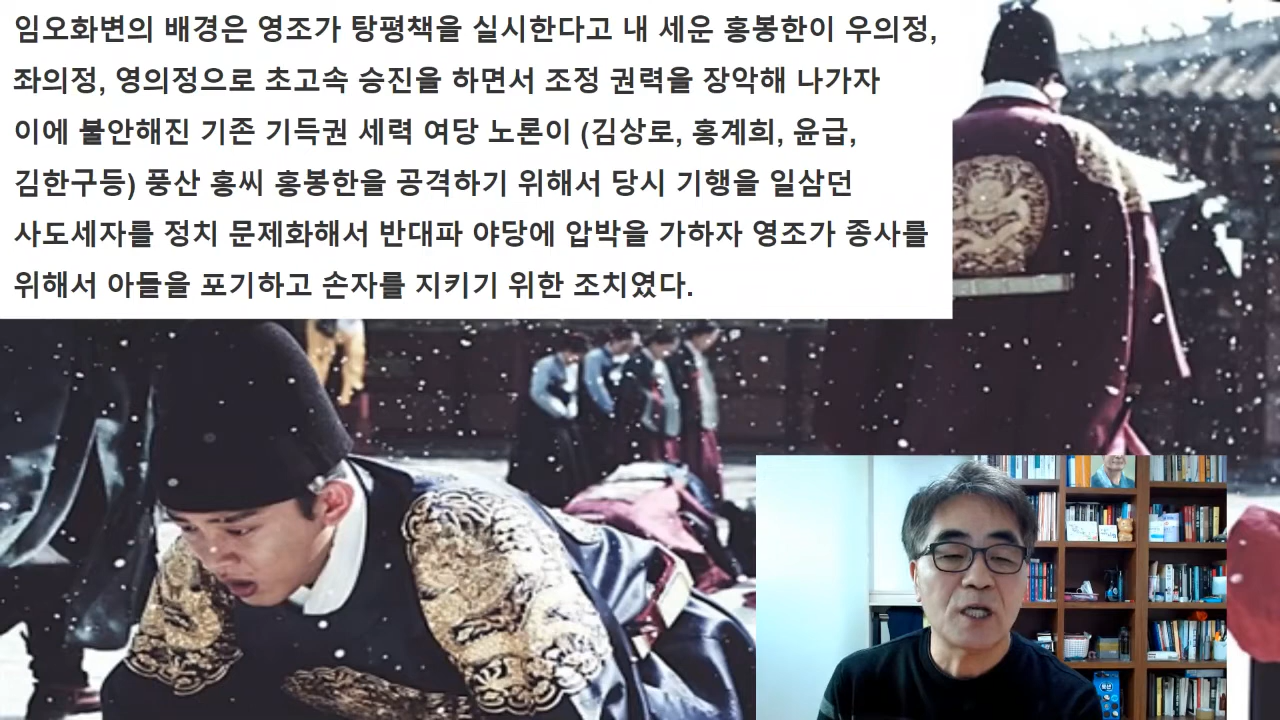 임오화변의 배경은 영조가 탕평책을 실시한다고 내 세운 홍봉한이 우의정,
좌의정, 영의정으로 초고속 승진을 하면서 조정 권력을 장악해 나가자
이에 불안해진 기존 기득권 세력 여당 노론이 (김상로, 홍계희, 윤급,
김한구등) 풍산 홍씨 홍봉한을 공격하기 위해서 당시 기행을 일삼던
사도세자를 정치 문제화해서 반대파 야당에 압박을 가하자 영조가 종사를
위해서 아들을 포기하고 손자를 지키기 위한 조치였다.